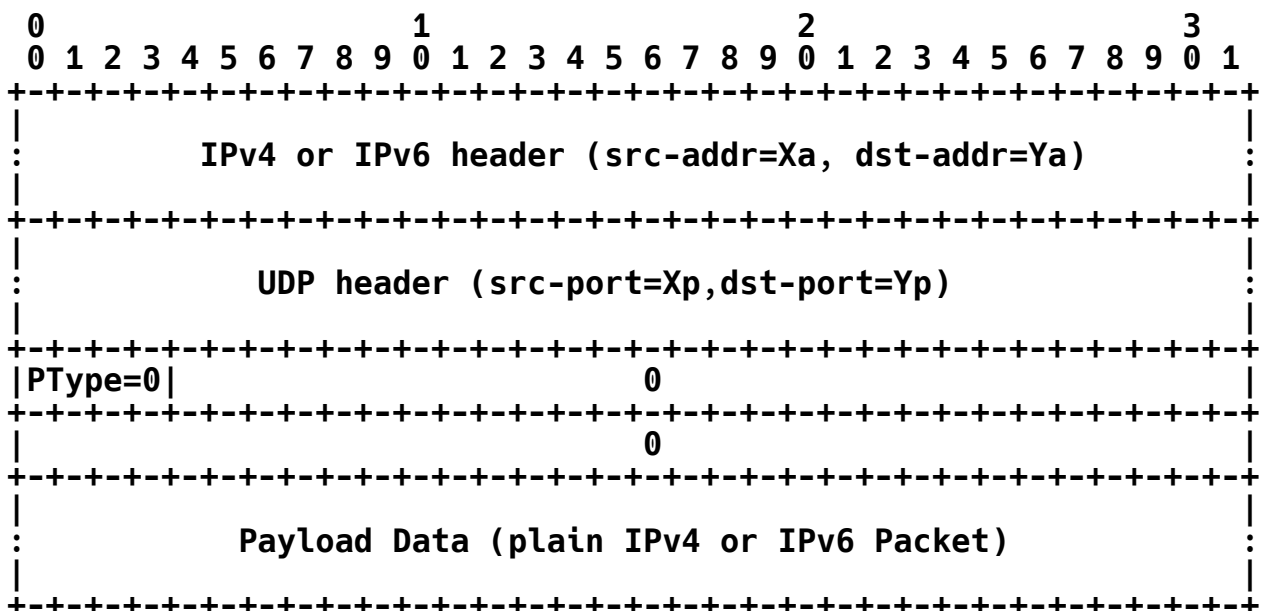 0                   1                   2                   3
 0 1 2 3 4 5 6 7 8 9 0 1 2 3 4 5 6 7 8 9 0 1 2 3 4 5 6 7 8 9 0 1
+-+-+-+-+-+-+-+-+-+-+-+-+-+-+-+-+-+-+-+-+-+-+-+-+-+-+-+-+-+-+-+-+
|                                                               |
:         IPv4 or IPv6 header (src-addr=Xa, dst-addr=Ya)        :
|                                                               |
+-+-+-+-+-+-+-+-+-+-+-+-+-+-+-+-+-+-+-+-+-+-+-+-+-+-+-+-+-+-+-+-+
|                                                               |
:            UDP header (src-port=Xp,dst-port=Yp)               :
|                                                               |
+-+-+-+-+-+-+-+-+-+-+-+-+-+-+-+-+-+-+-+-+-+-+-+-+-+-+-+-+-+-+-+-+
|PType=0|                        0                              |
+-+-+-+-+-+-+-+-+-+-+-+-+-+-+-+-+-+-+-+-+-+-+-+-+-+-+-+-+-+-+-+-+
|                                0                              |
+-+-+-+-+-+-+-+-+-+-+-+-+-+-+-+-+-+-+-+-+-+-+-+-+-+-+-+-+-+-+-+-+
|                                                               |
:           Payload Data (plain IPv4 or IPv6 Packet)            :
|                                                               |
+-+-+-+-+-+-+-+-+-+-+-+-+-+-+-+-+-+-+-+-+-+-+-+-+-+-+-+-+-+-+-+-+